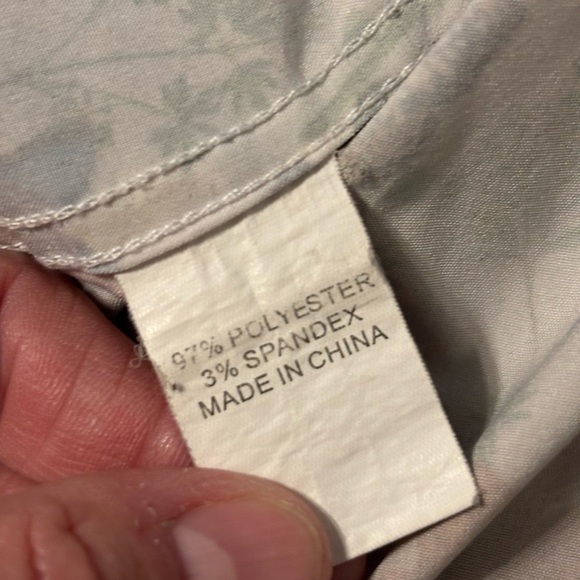 97% POLYESTER
3% SPANDEX
MADE IN CHINA